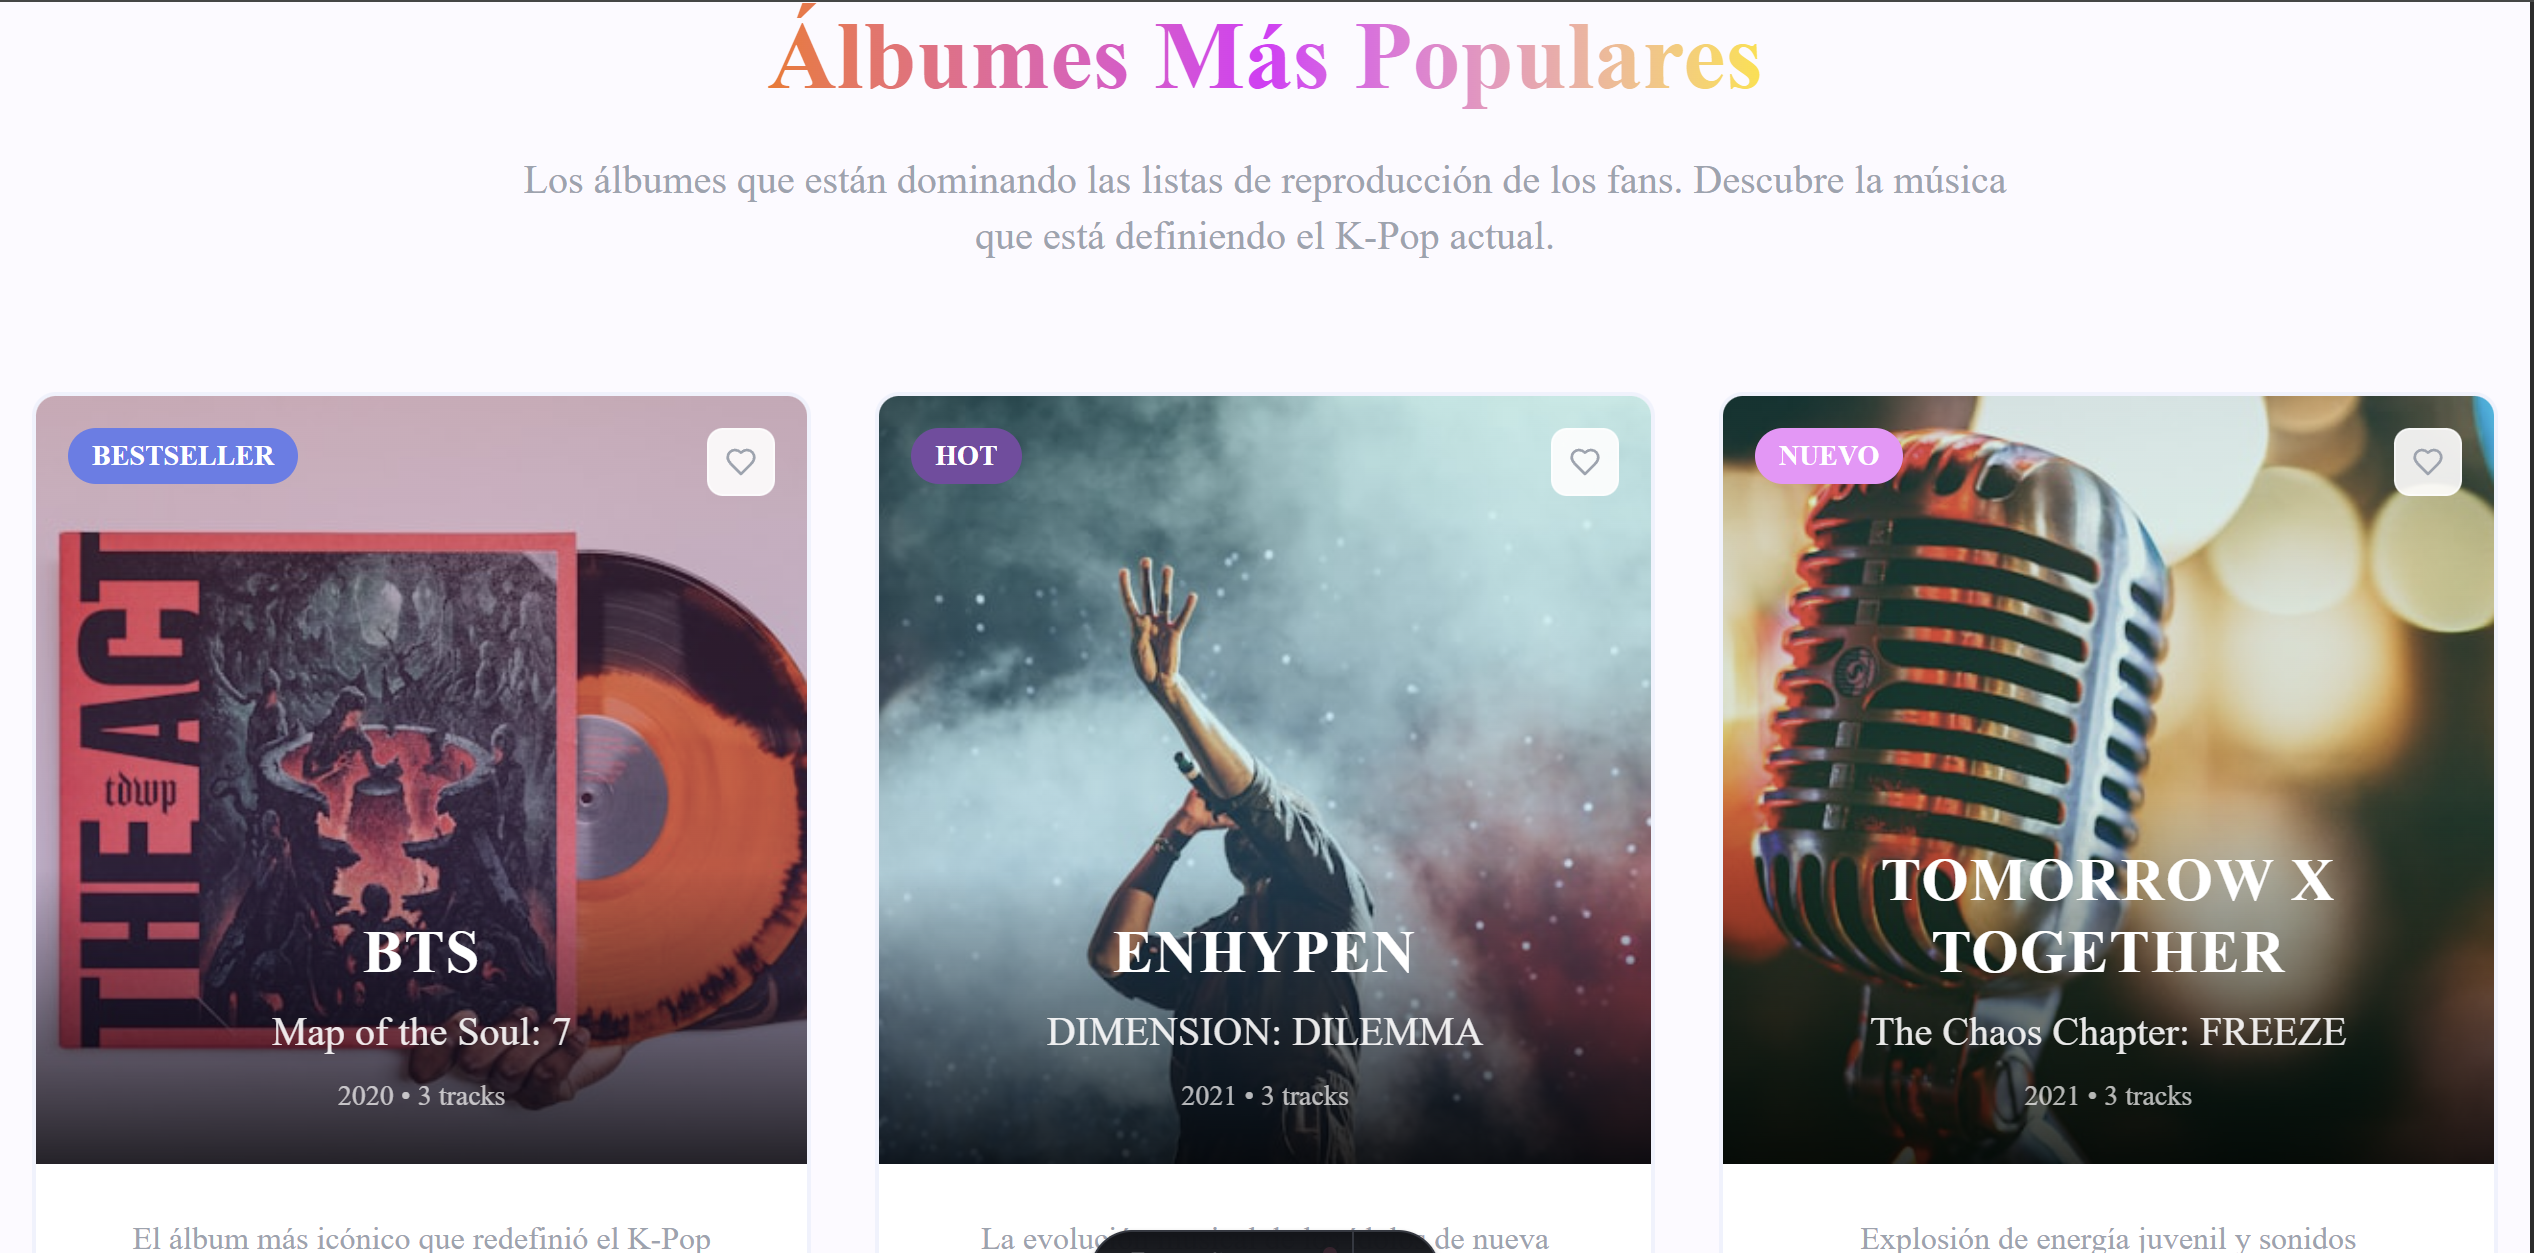 Álbumes Más Populares
Los álbumes que están dominando las listas de reproducción de los fans. Descubre la música
que está definiendo el K-Pop actual.
BESTSELLER
THE ACT
tdwp
BTS
Map of the Soul: 7
2020 • 3 tracks
El álbum más icónico que redefinió el K-Pop
HOT
ENHYPEN
DIMENSION: DILEMMA
2021 • 3 tracks
La de nueva
NUEVO
TOMORROW X
TOGETHER
The Chaos Chapter: FREEZE
2021 • 3 tracks
Explosión de energía juvenil y sonidos